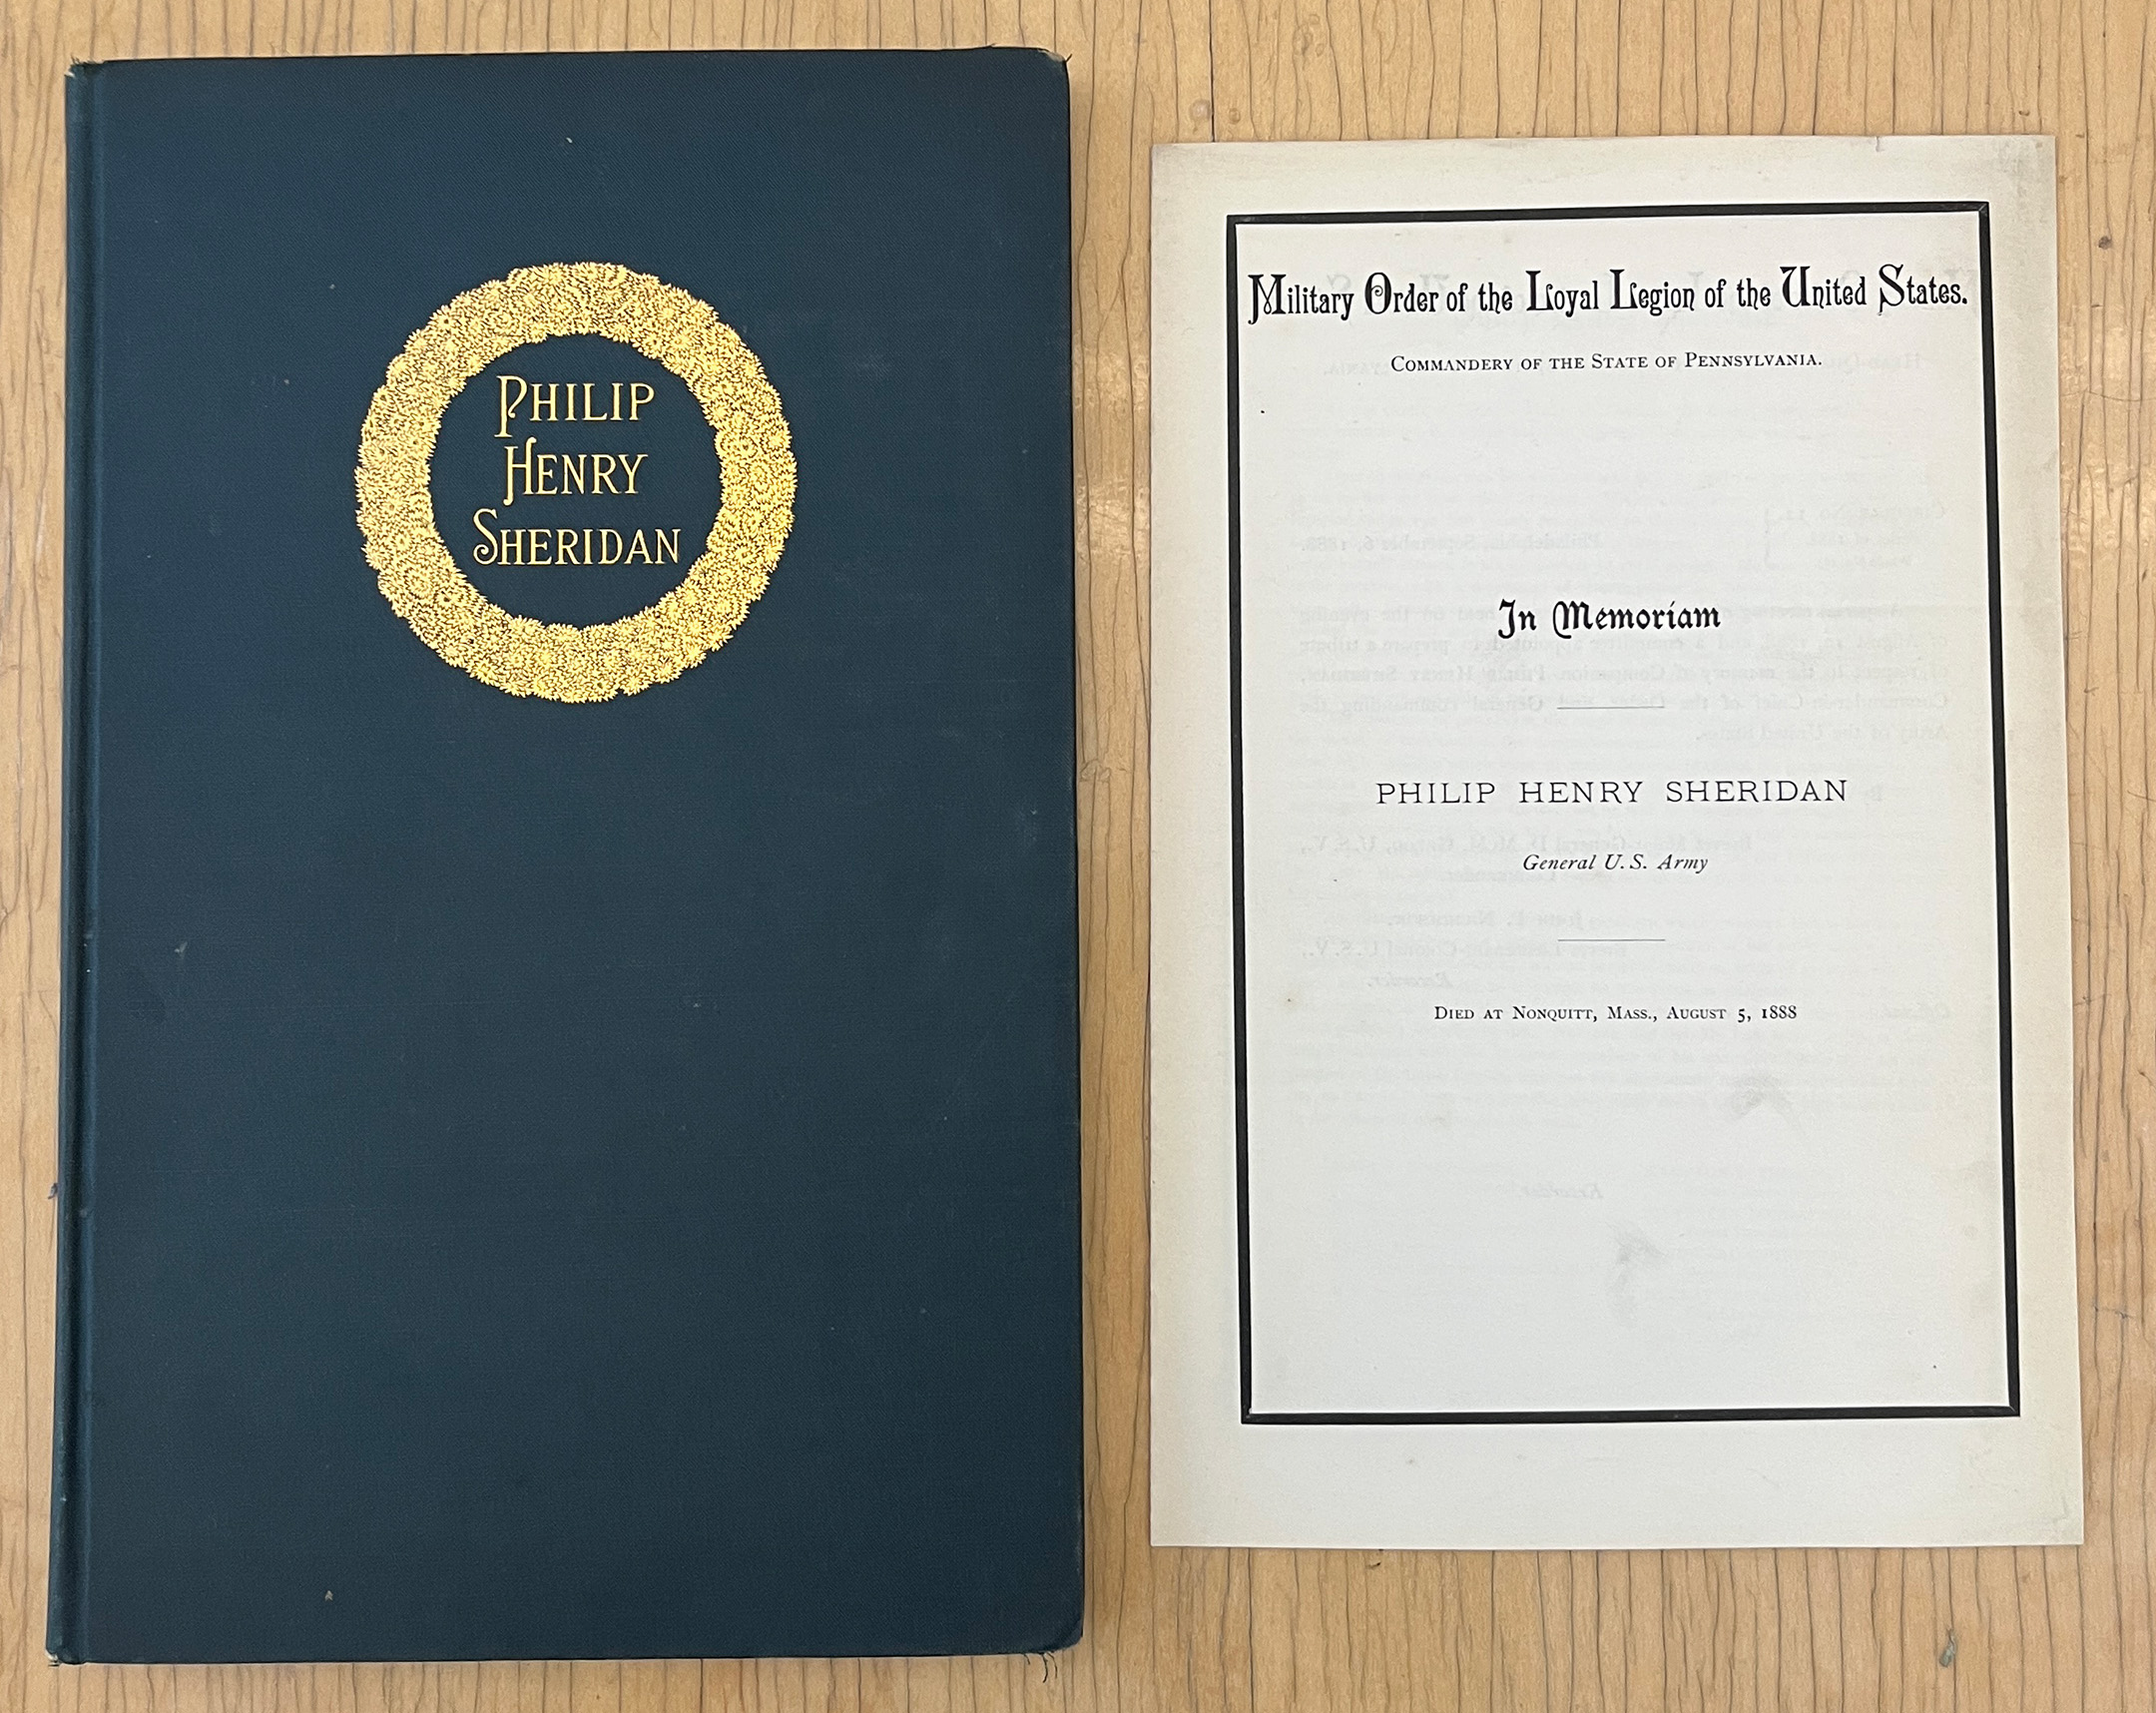 PHILIP
HENRY
SHERIDAN
Military Order of the Loyal Legion of the United States.
COMMANDERY OF THE STATE OF PENNSYLVANIA.
In Memoriam
PHILIP HENRY SHERIDAN
General U. S. Army
DIED AT NONQUITT, MASS., AUGUST 5, 1888